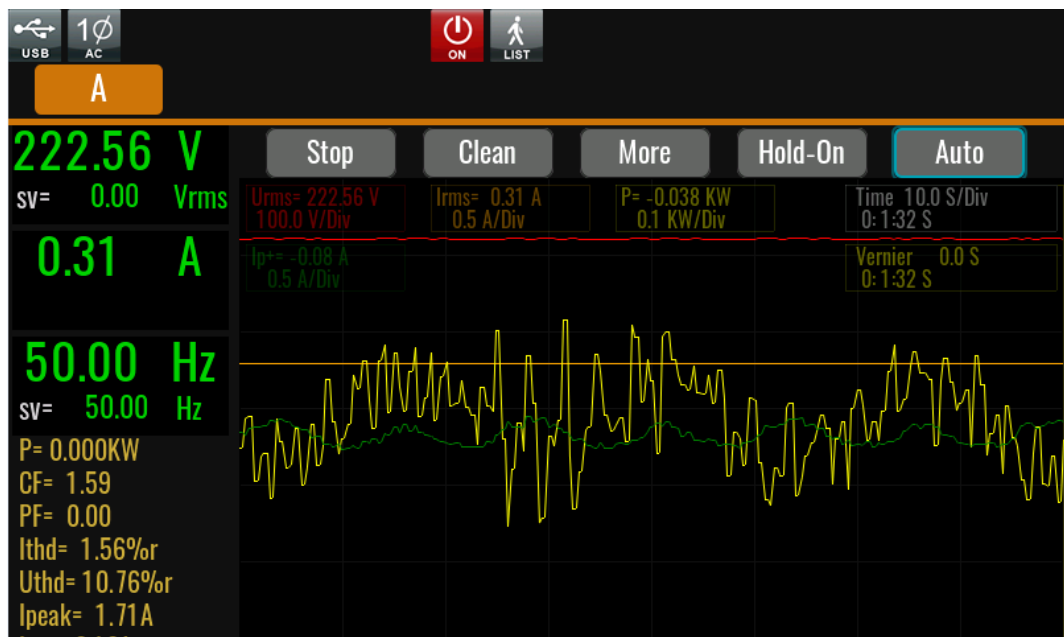 USB
1Ø
AC
ON
LIST
A
222.56 V
sv= 0.00 Vrms
0.31 A
50.00 Hz
sv= 50.00 Hz
P= 0.000KW
CF= 1.59
PF= 0.00
Ithd= 1.56%r
Uthd= 10.76%r
Ipeak= 1.71A
Stop Clean More Hold-On Auto
Urms= 222.56 V
100.0 V/Div
Irms= 0.31 A
0.5 A/Div
P= -0.038 KW
0.1 KW/Div
Time 10.0 S/Div
0: 1:32 S
Ip+= -0.08 A
0.5 A/Div
Vernier 0.0 S
0: 1:32 S